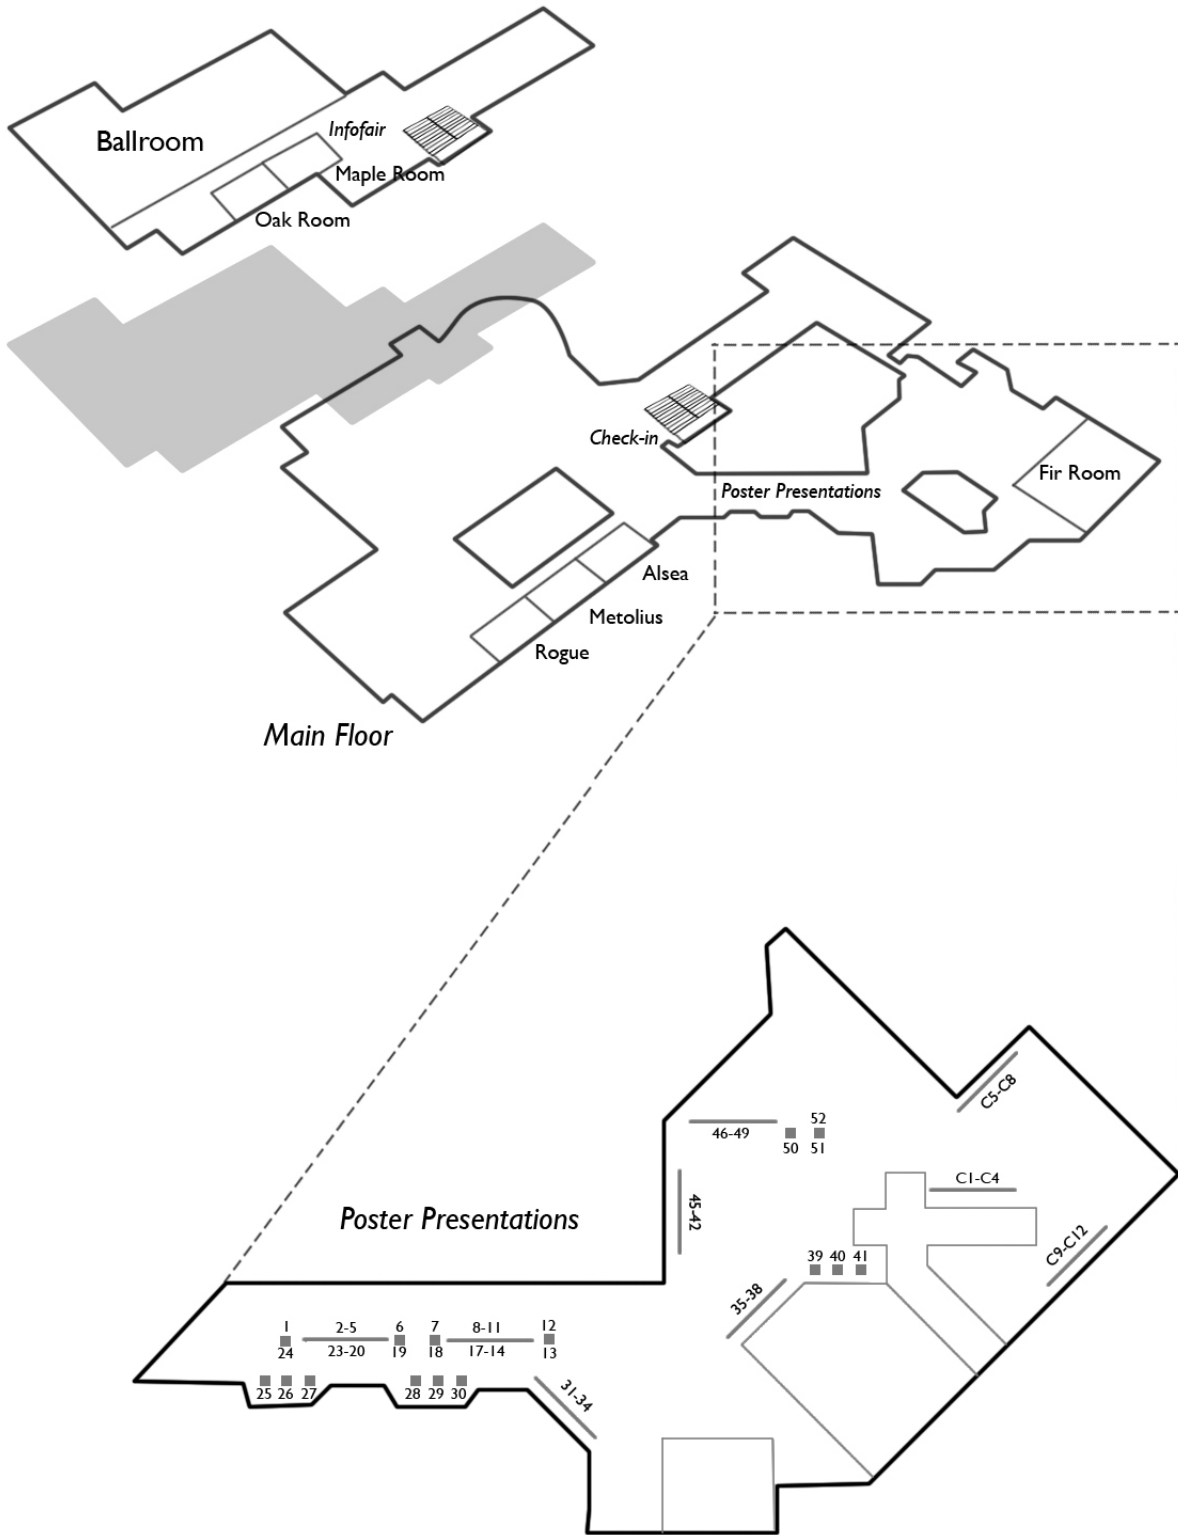 Infofair
Ballroom
Maple Room
Oak Room
Check-in
Fir Room
Poster Presentations
Alsea
Metolius
Rogue
Main Floor
C5-C8
52
46-49
50
51
C1-C4
45-42
Poster Presentations
C9-C12
39
40
41
35-38
1
2-5
6
7
8-11
12
24
23-20
19
18
17-14
13
25
26
27
28
29
30
31-34